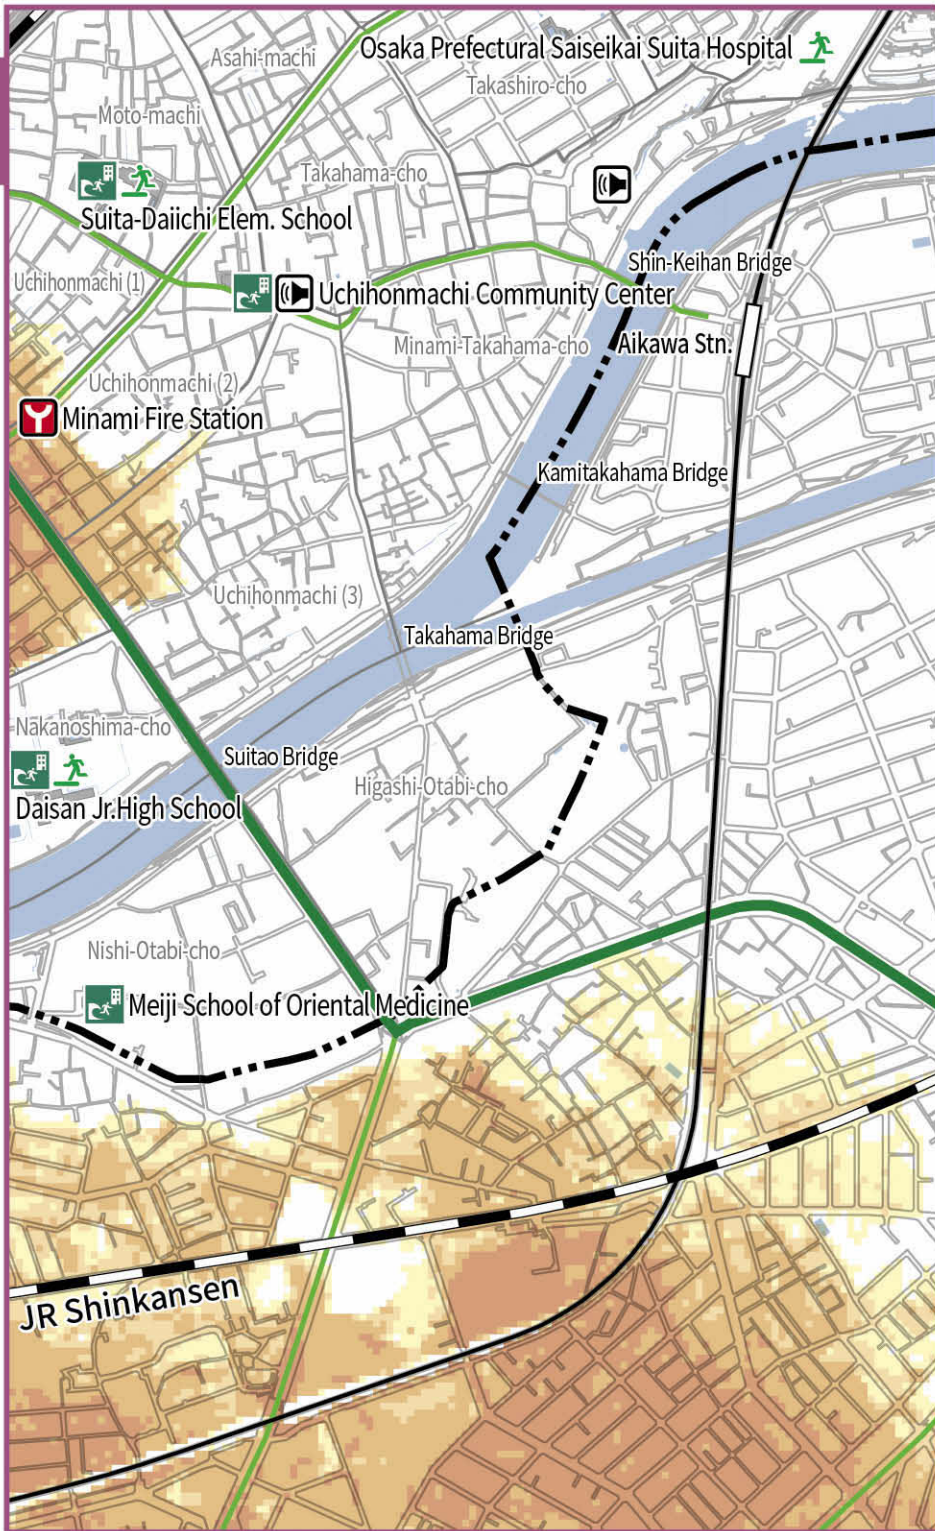 Osaka Prefectural Saiseikai Suita Hospital
Asahi-machi
Takashiro-cho
Moto-machi
Takahama-cho
Suita-Daiichi Elem. School
Shin-Keihan Bridge
Uchihonmachi (1)
Uchihonmachi Community Center
Minami-Takahama-cho
Aikawa Stn.
Uchihonmachi (2)
Minami Fire Station
Kamitakahama Bridge
Uchihonmachi (3)
Takahama Bridge
Nakanoshima-cho
Suitao Bridge
Higashi-Otabi-cho
Daisan Jr.High School
Nishi-Otabi-cho
Meiji School of Oriental Medicine
JR Shinkansen